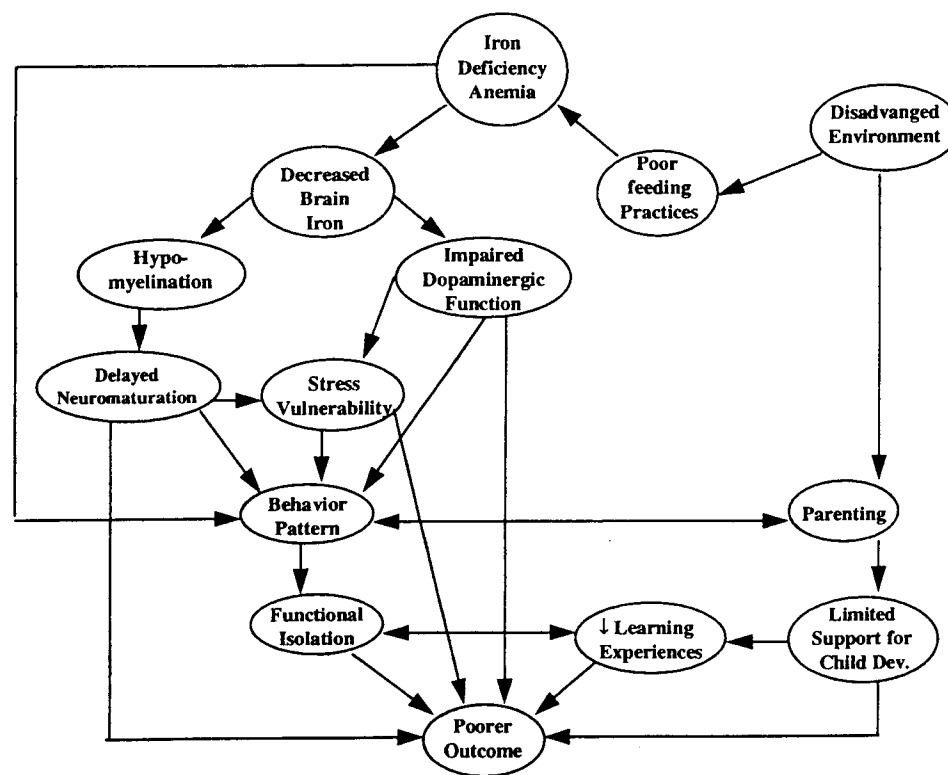 Iron
Deficiency
Anemia
Disadvanged
Environment
Decreased
Brain
Iron
Poor
feeding
Practices
Hypo-
myelination
Impaired
Dopaminergic
Function
Delayed
Neuromaturation
Stress
Vulnerability
Behavior
Pattern
Parenting
Functional
Isolation
↓ Learning
Experiences
Limited
Support for
Child Dev.
Poorer
Outcome